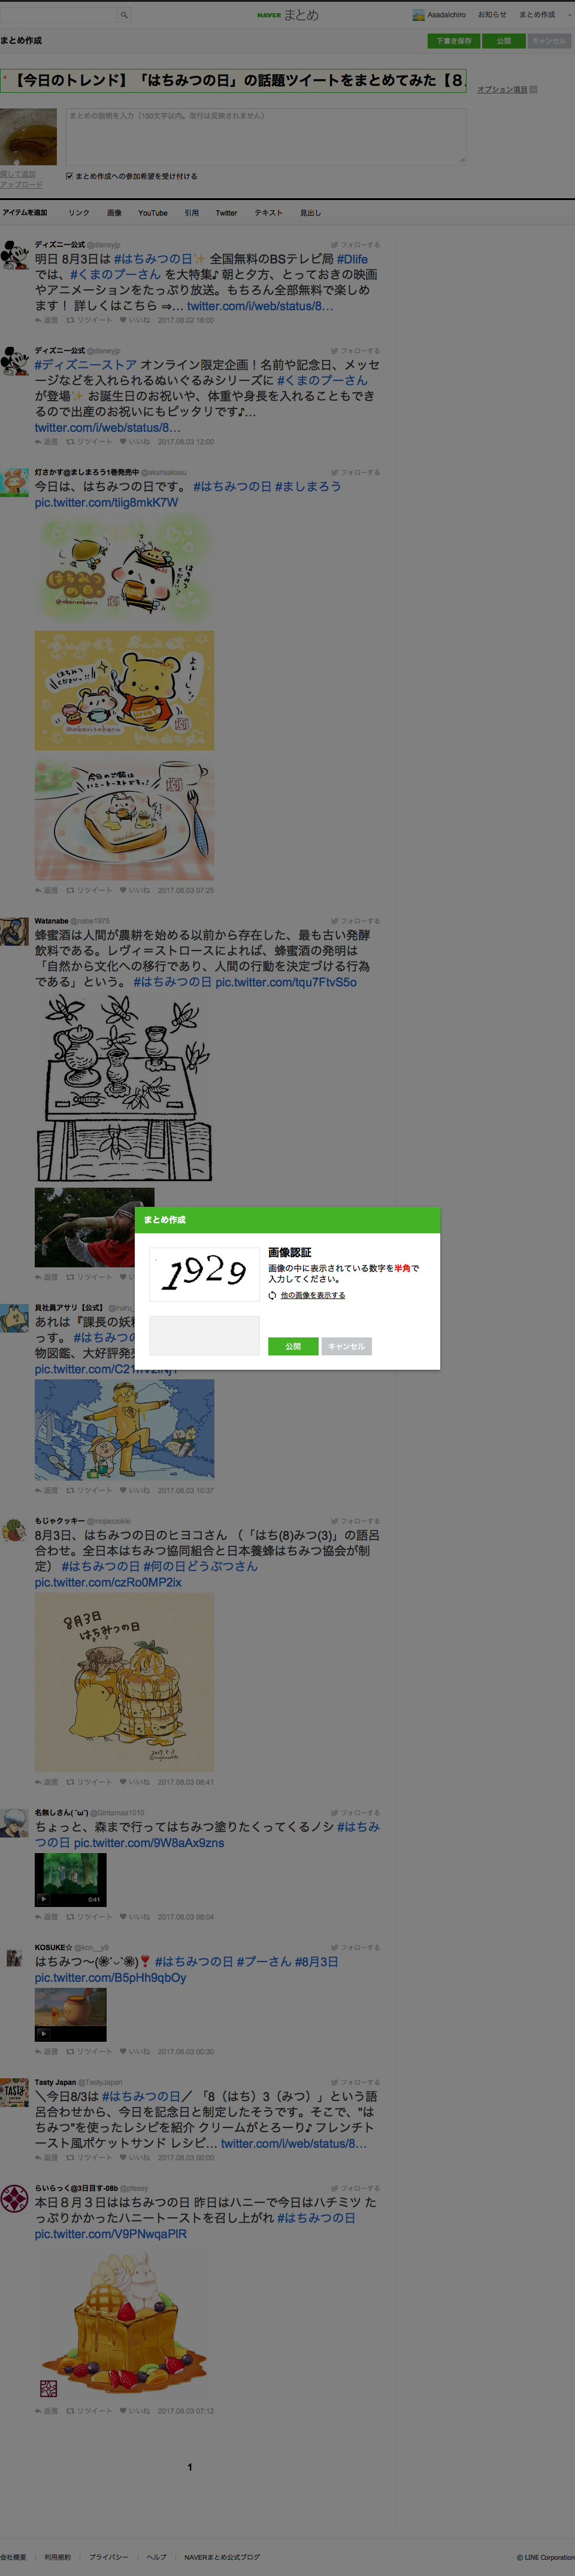 NAVER まとめ
AsadaIchiro お知らせ まとめ作成
まとめ作成
下書き保存 公開 キャンセル
【今日のトレンド】「はちみつの日」の話題ツイートをまとめてみた【８
オプション項目
まとめの説明を入力（150文字以内。改行は反映されません）
探して追加
アップロード
まとめ作成への参加希望を受け付ける
アイテムを追加 リンク 画像 YouTube 引用 Twitter テキスト 見出し
ディズニー公式 @disneyjp フォローする
明日 8月3日は #はちみつの日✨ 全国無料のBSテレビ局 #Dlife
では、#くまのプーさん を大特集♪ 朝と夕方、とっておきの映画
やアニメーションをたっぷり放送。もちろん全部無料で楽しめ
ます！ 詳しくはこちら ⇒… twitter.com/i/web/status/8…
返信 リツイート いいね 2017.08.02 16:00
ディズニー公式 @disneyjp フォローする
#ディズニーストア オンライン限定企画！名前や記念日、メッセ
ージなどを入れられるぬいぐるみシリーズに #くまのプーさん
が登場✨ お誕生日のお祝いや、体重や身長を入れることもでき
るので出産のお祝いにもピッタリです♪…
twitter.com/i/web/status/8…
返信 リツイート いいね 2017.08.03 12:00
灯さかす@ましまろう1巻発売中 @akarisakasu フォローする
今日は、はちみつの日です。 #はちみつの日 #ましまろう
pic.twitter.com/tiig8mkK7W
はちみつの日
今日のご飯は
ハニートーストだぞっ!
返信 リツイート いいね 2017.08.03 07:25
Watanabe @nabe1975 フォローする
蜂蜜酒は人間が農耕を始める以前から存在した、最も古い発酵
飲料である。レヴィ＝ストロースによれば、蜂蜜酒の発明は
「自然から文化への移行であり、人間の行動を決定づける行為
である」という。 #はちみつの日 pic.twitter.com/tqu7FtvS5o
まとめ作成
1929
画像認証
画像の中に表示されている数字を半角で
入力してください。
他の画像を表示する
公開 キャンセル
返信
貝社員アサリ【公式】
あれは『課長の妖精
っす。 #はちみつの
物図鑑、大好評発売
返信 リツイート いいね 2017.08.03 10:37
もじゃクッキー @mojacookie フォローする
8月3日、はちみつの日のヒヨコさん （「はち(8)みつ(3)」の語呂
合わせ。全日本はちみつ協同組合と日本養蜂はちみつ協会が制
定） #はちみつの日 #何の日どうぶつさん
pic.twitter.com/czRo0MP2ix
8月3日
はちみつの日
返信 リツイート いいね 2017.08.03 08:41
名無しさん(´ω`) @Gintamaa1010 フォローする
ちょっと、森まで行ってはちみつ塗りたくってくるノシ #はちみ
つの日 pic.twitter.com/9W8aAx9zns
0:41
返信 リツイート いいね 2017.08.03 08:04
KOSUKE☆ @kcn__y9 フォローする
はちみつ〜(❀´ᴗ`❀)❣ #はちみつの日 #プーさん #8月3日
pic.twitter.com/B5pHh9qbOy
返信 リツイート いいね 2017.08.03 00:30
Tasty Japan @TastyJapan フォローする
＼今日8/3は #はちみつの日／ 「8（はち）3（みつ）」という語
呂合わせから、今日を記念日と制定したそうです。そこで、"は
ちみつ"を使ったレシピを紹介 クリームがとろーり♪ フレンチト
ースト風ポケットサンド レシピ… twitter.com/i/web/status/8…
返信 リツイート いいね 2017.08.03 00:00
らいらっく@3日目す-08b フォローする
本日８月３日ははちみつの日 昨日はハニーで今日はハチミツ た
っぷりかかったハニートーストを召し上がれ #はちみつの日
pic.twitter.com/V9PNwqaPlR
返信 リツイート いいね 2017.08.03 07:12
1
会社概要 利用規約 プライバシー ヘルプ NAVERまとめ公式ブログ
© LINE Corporation